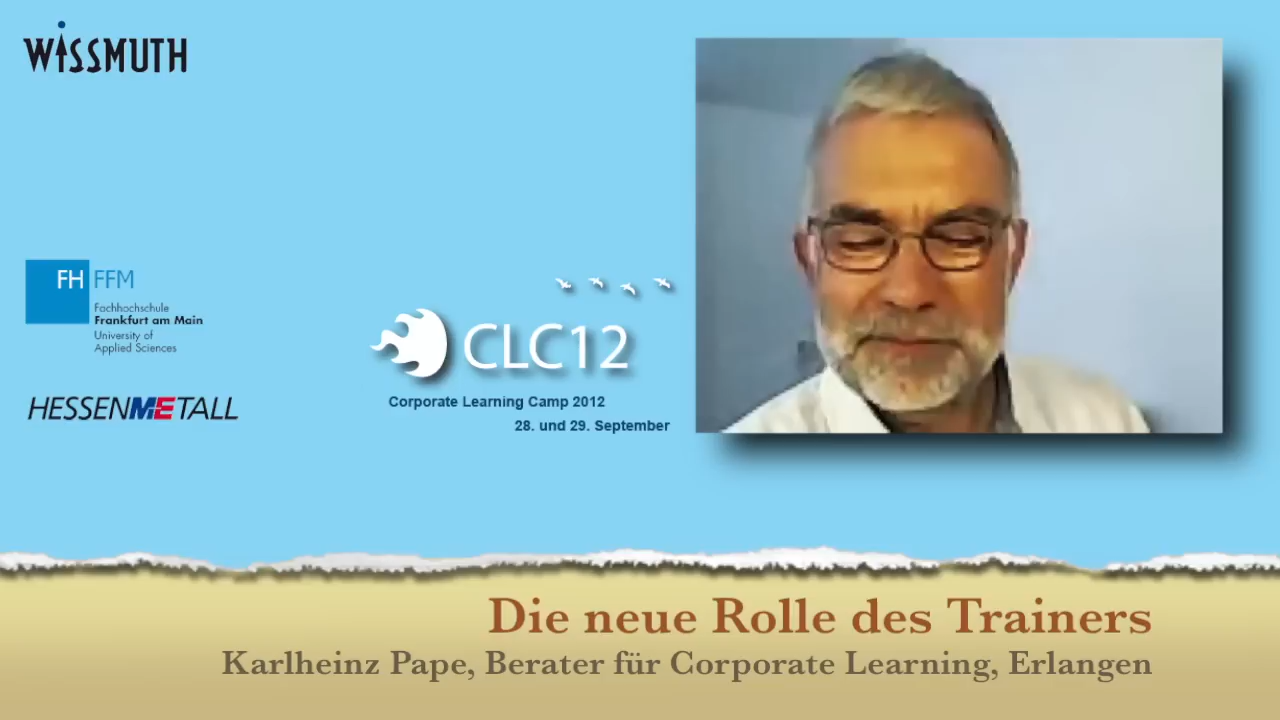 WISSMUTH
FH FFM
Fachhochschule
Frankfurt am Main
University of
Applied Sciences
HESSENMETALL
CLC12
Corporate Learning Camp 2012
28. und 29. September
Die neue Rolle des Trainers
Karlheinz Pape, Berater für Corporate Learning, Erlangen